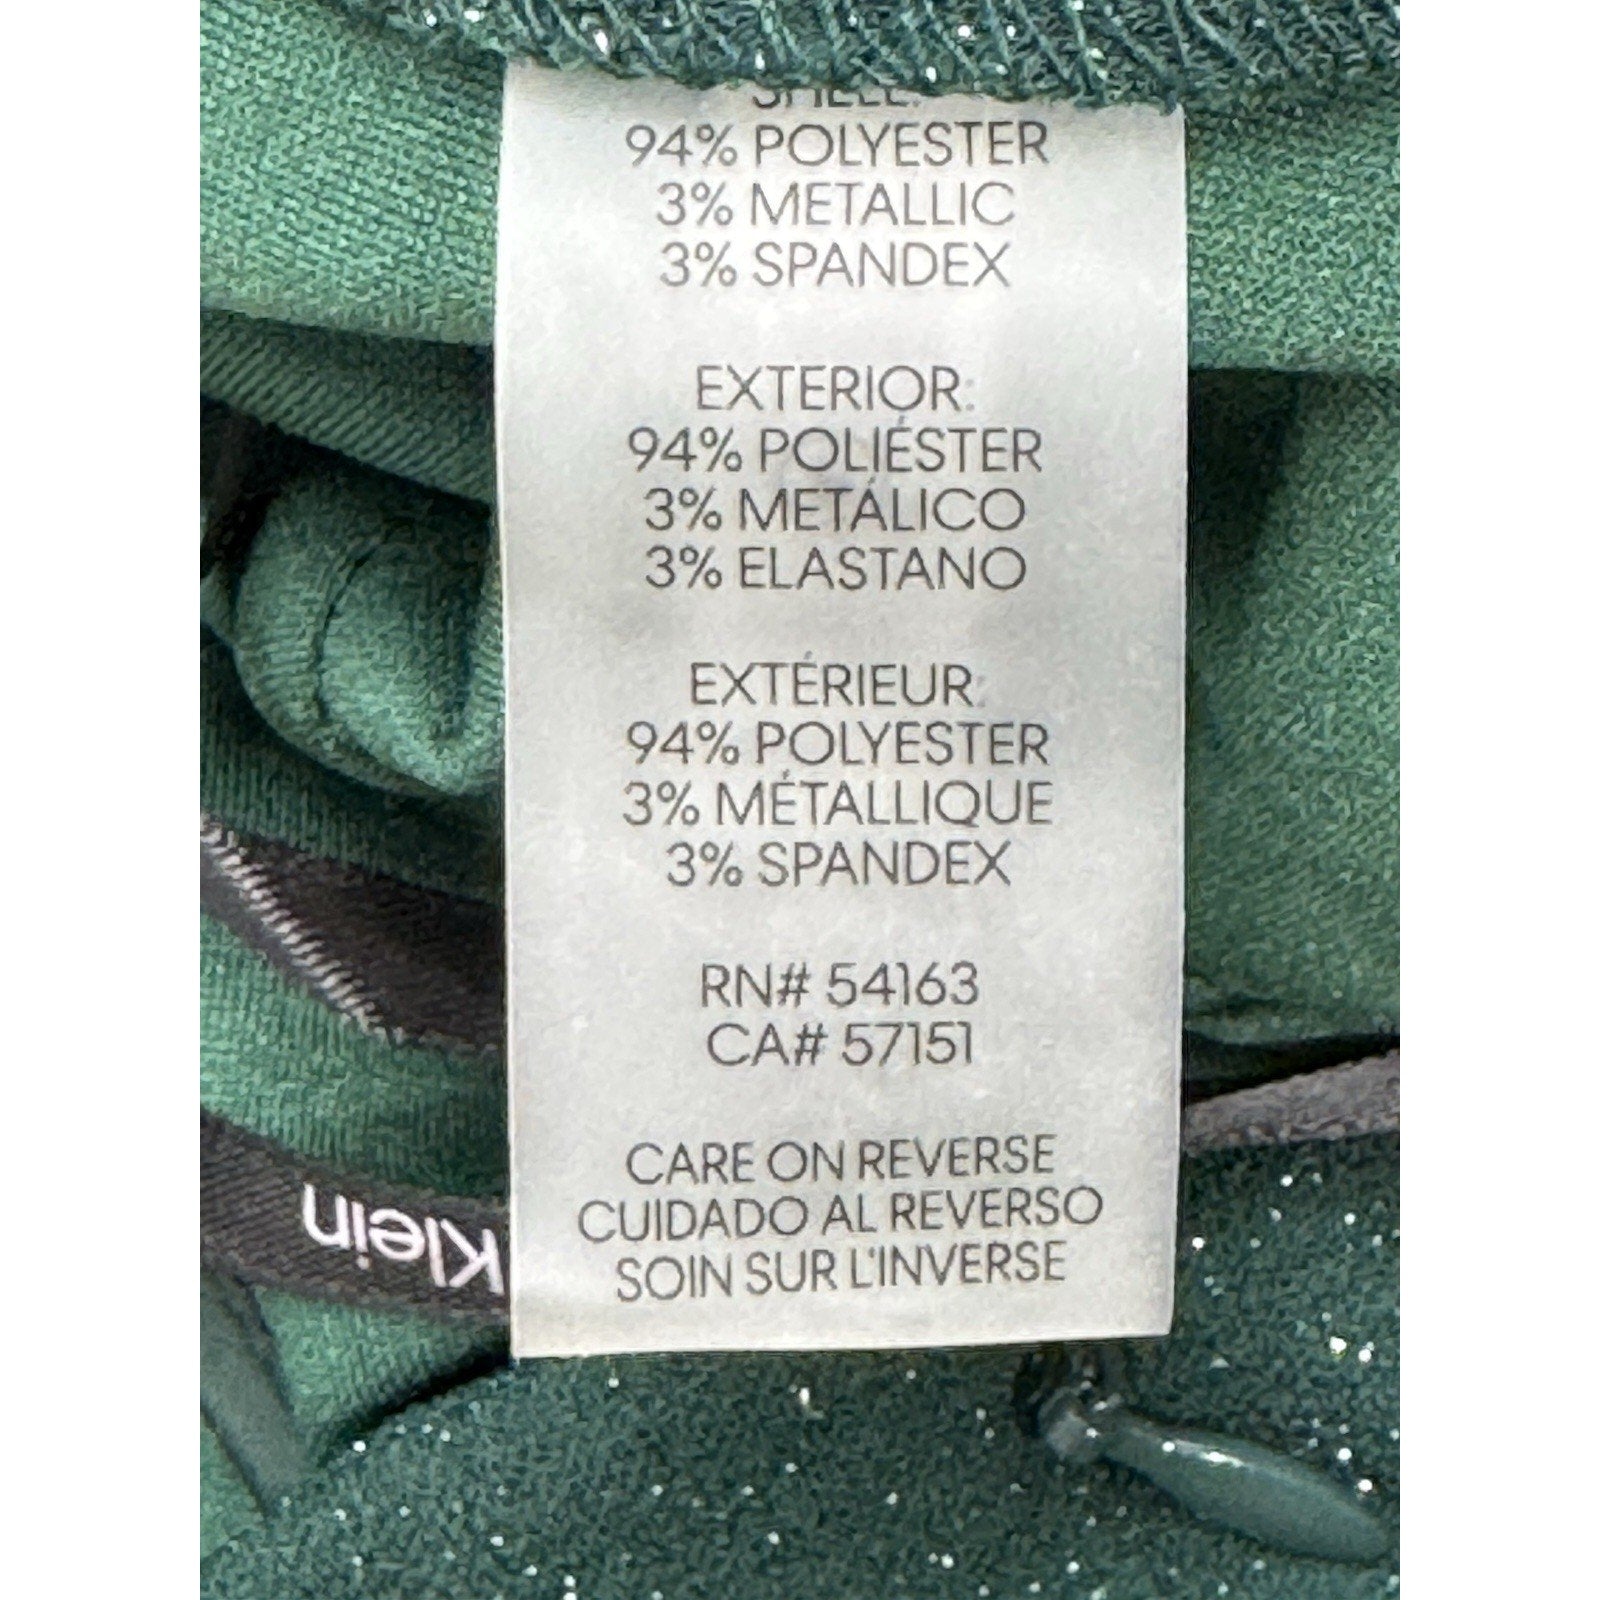 SHELL:
94% POLYESTER
3% METALLIC
3% SPANDEX
EXTERIOR:
94% POLIÉSTER
3% METÁLICO
3% ELASTANO
EXTÉRIEUR:
94% POLYESTER
3% MÉTALLIQUE
3% SPANDEX
RN# 54163
CA# 57151
CARE ON REVERSE
CUIDADO AL REVERSO
SOIN SUR L'INVERSE
Klein